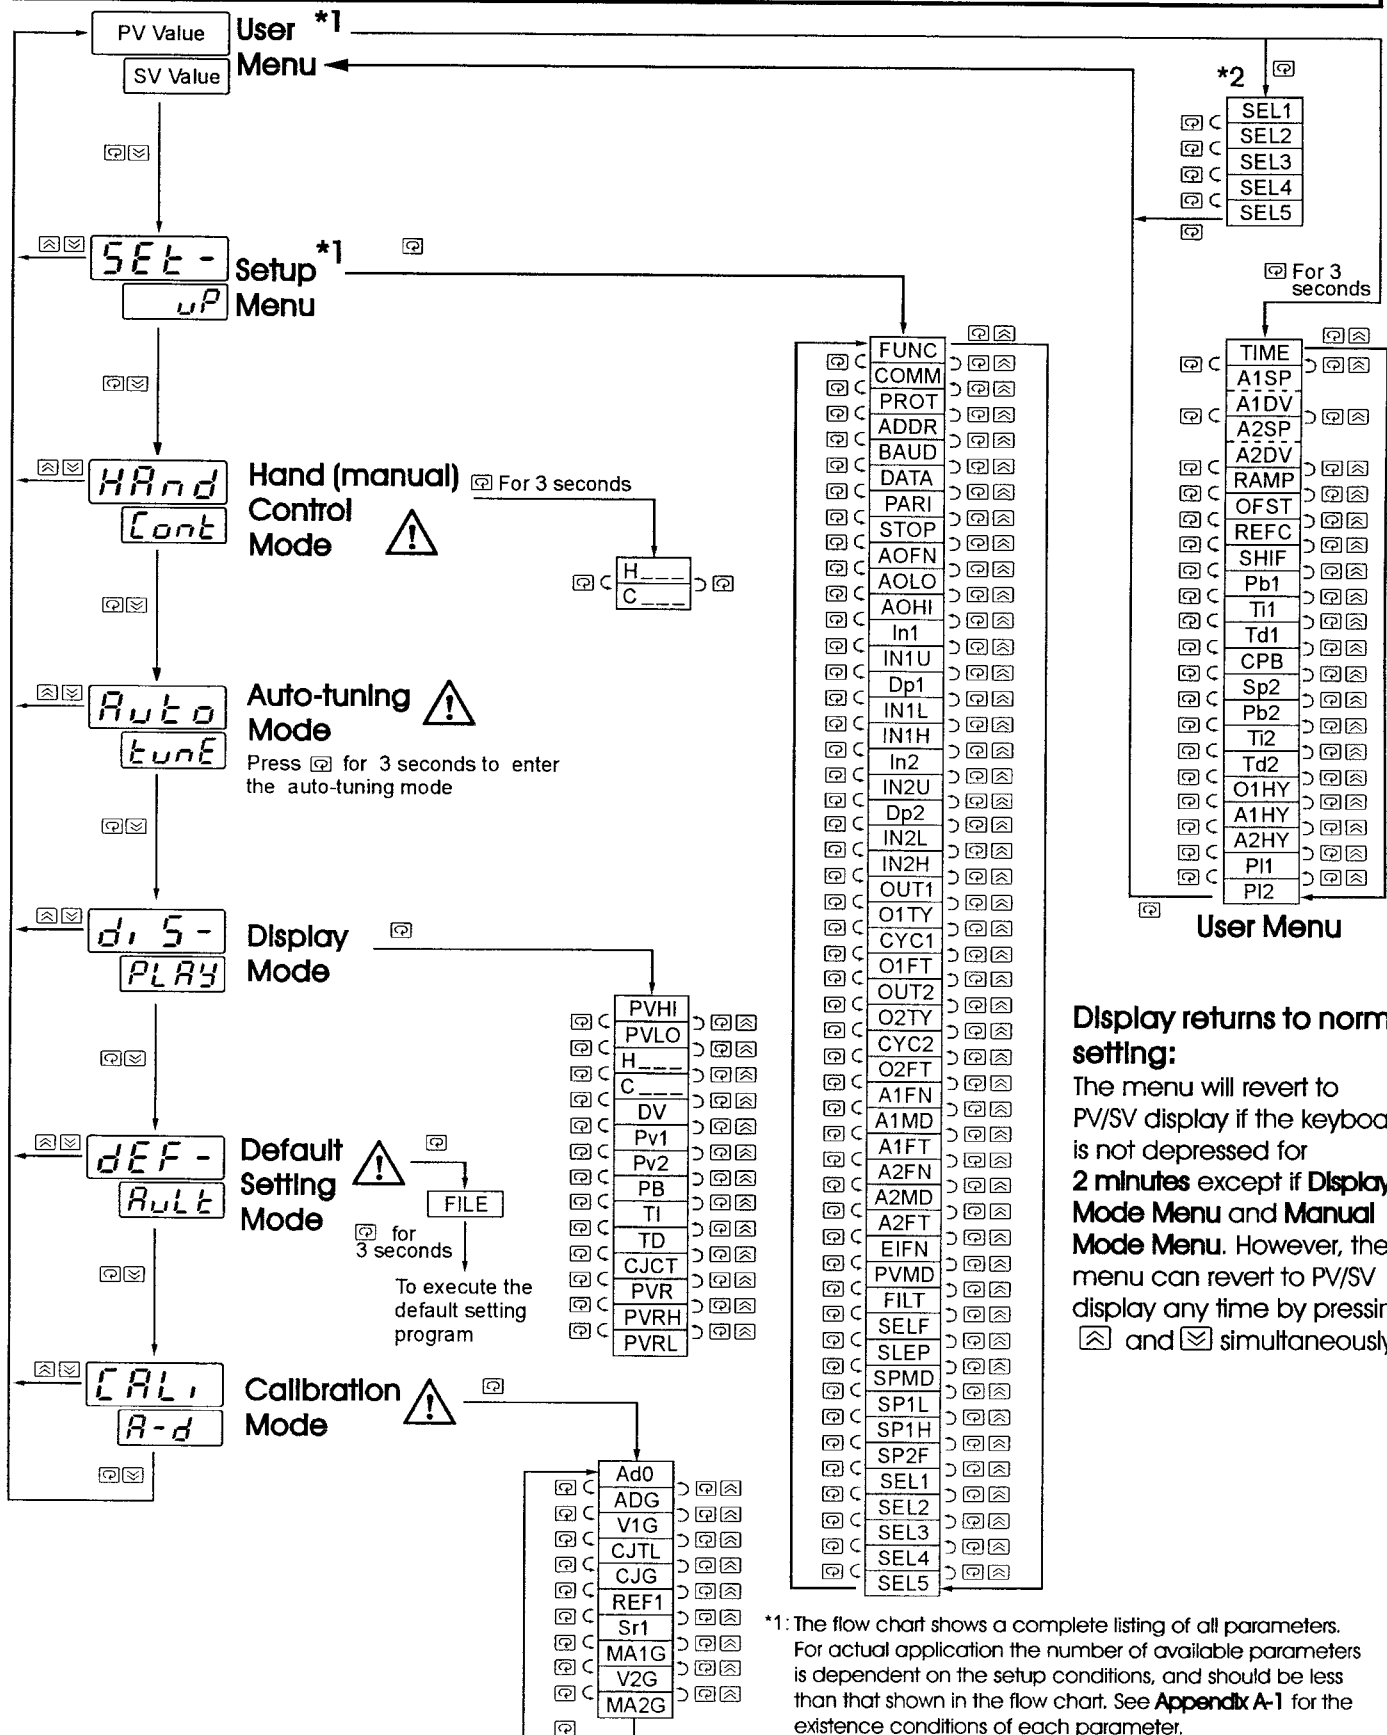 PV Value
SV Value
User *1
Menu
*2
SEL1
SEL2
SEL3
SEL4
SEL5
For 3
seconds
SEt-
uP
Setup *1
Menu
HAnd
Cont
Hand (manual)
Control
Mode
For 3 seconds
H_ _ _
C_ _ _
Auto
tunE
Auto-tuning
Mode
Press for 3 seconds to enter
the auto-tuning mode
diS-
PLAY
Display
Mode
PVHI
PVLO
H_ _ _
C_ _ _
DV
Pv1
Pv2
PB
TI
TD
CJCT
PVR
PVRH
PVRL
dEF-
AuLt
Default
Setting
Mode
FILE
for
3 seconds
To execute the
default setting
program
CALi
A-d
Calibration
Mode
Ad0
ADG
V1G
CJTL
CJG
REF1
Sr1
MA1G
V2G
MA2G
FUNC
COMM
PROT
ADDR
BAUD
DATA
PARI
STOP
AOFN
AOLO
AOHI
In1
IN1U
Dp1
IN1L
IN1H
In2
IN2U
Dp2
IN2L
IN2H
OUT1
O1TY
CYC1
O1FT
OUT2
O2TY
CYC2
O2FT
A1FN
A1MD
A1FT
A2FN
A2MD
A2FT
EIFN
PVMD
FILT
SELF
SLEP
SPMD
SP1L
SP1H
SP2F
SEL1
SEL2
SEL3
SEL4
SEL5
TIME
A1SP
A1DV
A2SP
A2DV
RAMP
OFST
REFC
SHIF
Pb1
Ti1
Td1
CPB
Sp2
Pb2
Ti2
Td2
O1HY
A1HY
A2HY
PI1
PI2
User Menu
Display returns to norm
setting:
The menu will revert to
PV/SV display if the keyboa
is not depressed for
2 minutes except if Display
Mode Menu and Manual
Mode Menu. However, the
menu can revert to PV/SV
display any time by pressin
and simultaneously
*1: The flow chart shows a complete listing of all parameters.
For actual application the number of available parameters
is dependent on the setup conditions, and should be less
than that shown in the flow chart. See Appendix A-1 for the
existence conditions of each parameter.